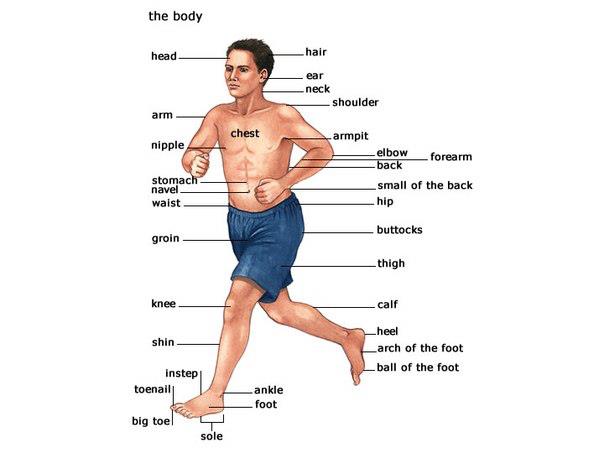 the body
head
hair
ear
neck
shoulder
arm
chest
armpit
nipple
elbow
forearm
back
stomach
small of the back
navel
waist
hip
groin
buttocks
thigh
knee
calf
heel
shin
arch of the foot
ball of the foot
instep
toenail
ankle
foot
big toe
sole